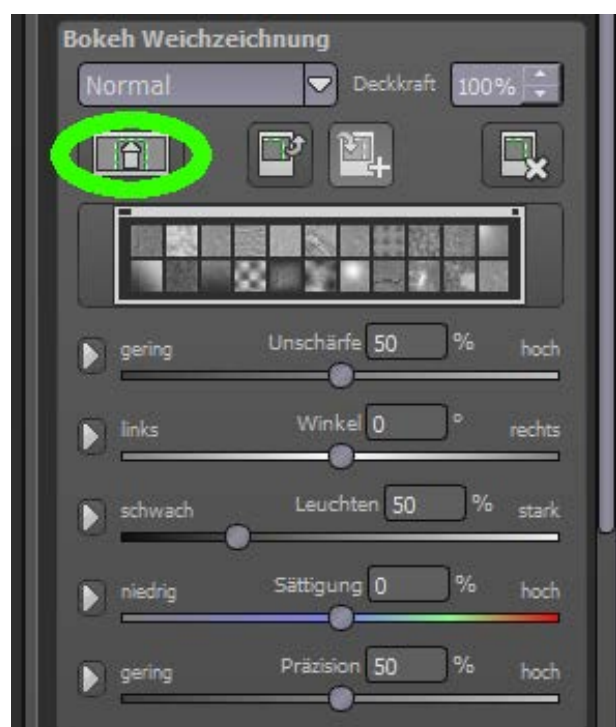 Bokeh Weichzeichnung
Normal Deckkraft 100%
gering Unschärfe 50 % hoch
links Winkel 0 ° rechts
schwach Leuchten 50 % stark
niedrig Sättigung 0 % hoch
gering Präzision 50 % hoch